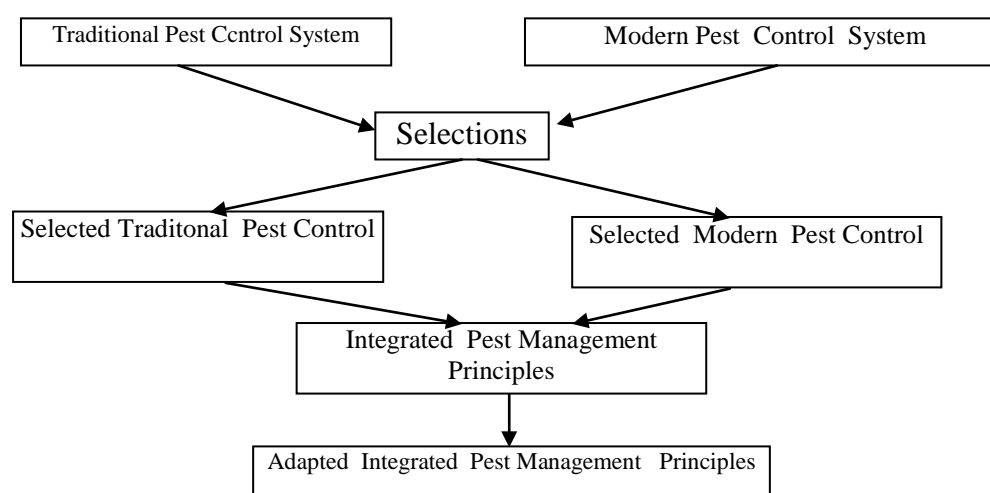 Traditional Pest Ccntrol System
Modern Pest Control System
Selections
Selected Traditonal Pest Control
Selected Modern Pest Control
Integrated Pest Management
Principles
Adapted Integrated Pest Management Principles